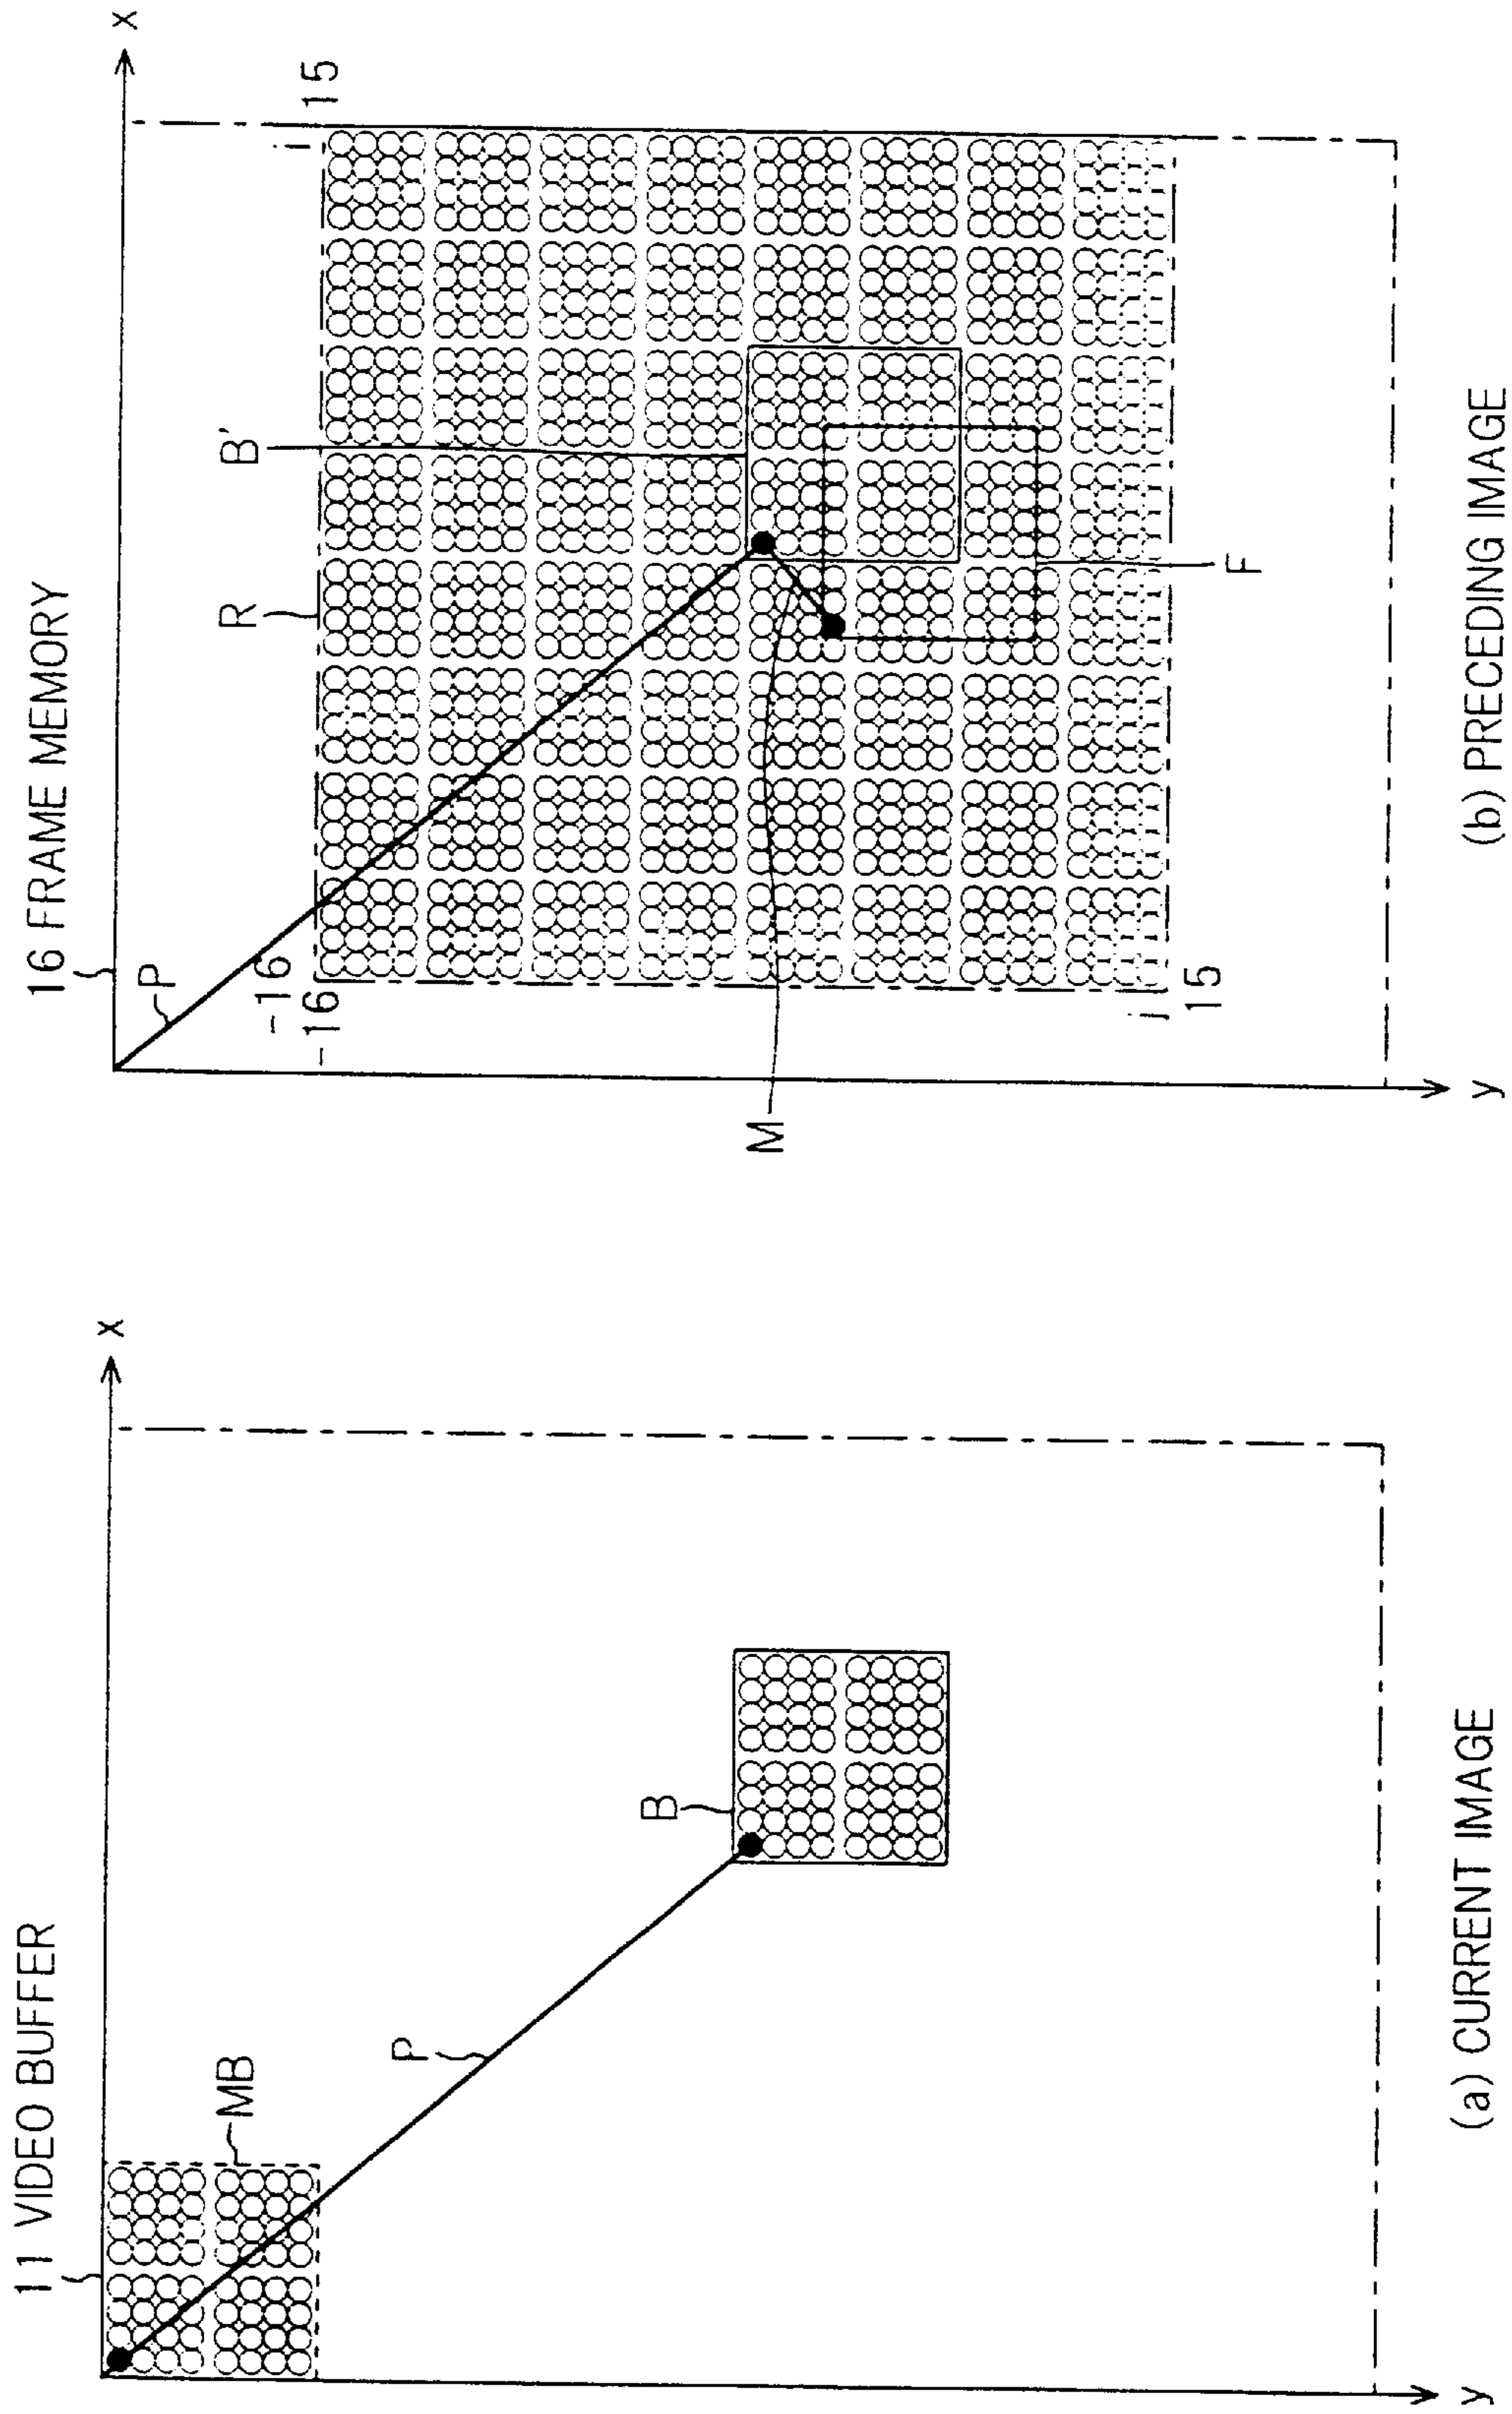 11 VIDEO BUFFER
x
MB
P
B
y
(a) CURRENT IMAGE
16 FRAME MEMORY
x
P
R
B'
-16
-16
i
15
M
F
j
15
y
(b) PRECEDING IMAGE